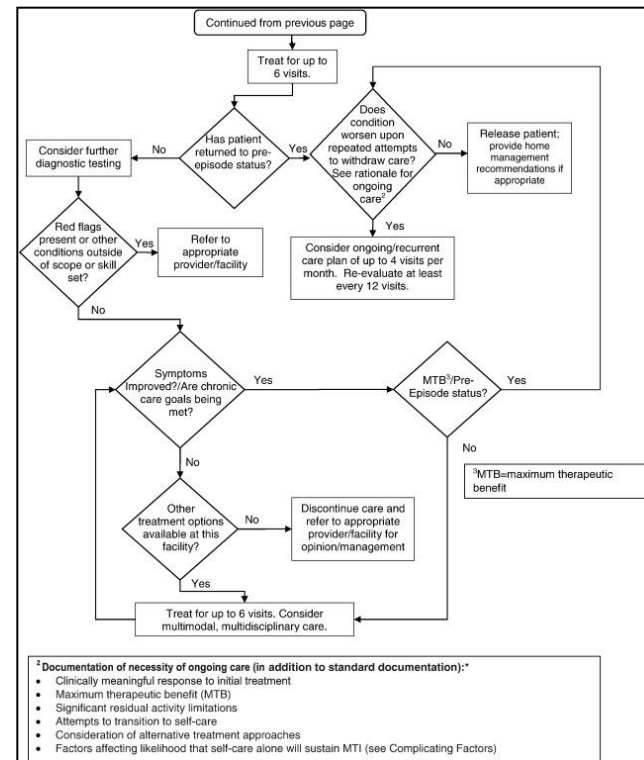 Continued from previous page
Treat for up to
6 visits.
Has patient
returned to pre-
episode status?
No
Yes
Consider further
diagnostic testing
Does
condition
worsen upon
repeated attempts
to withdraw care?
See rationale for
ongoing
care2
No
Release patient;
provide home
management
recommendations if
appropriate
Yes
Consider ongoing/recurrent
care plan of up to 4 visits per
month. Re-evaluate at least
every 12 visits.
Red flags
present or other
conditions outside
of scope or skill
set?
Yes
Refer to
appropriate
provider/facility
No
Symptoms
Improved?/Are chronic
care goals being
met?
Yes
MTB3/Pre-
Episode status?
Yes
No
3MTB=maximum therapeutic
benefit
No
Other
treatment options
available at this
facility?
No
Discontinue care and
refer to appropriate
provider/facility for
opinion/management
Yes
Treat for up to 6 visits. Consider
multimodal, multidisciplinary care.
2 Documentation of necessity of ongoing care (in addition to standard documentation):*
• Clinically meaningful response to initial treatment
• Maximum therapeutic benefit (MTB)
• Significant residual activity limitations
• Attempts to transition to self-care
• Consideration of alternative treatment approaches
• Factors affecting likelihood that self-care alone will sustain MTI (see Complicating Factors)